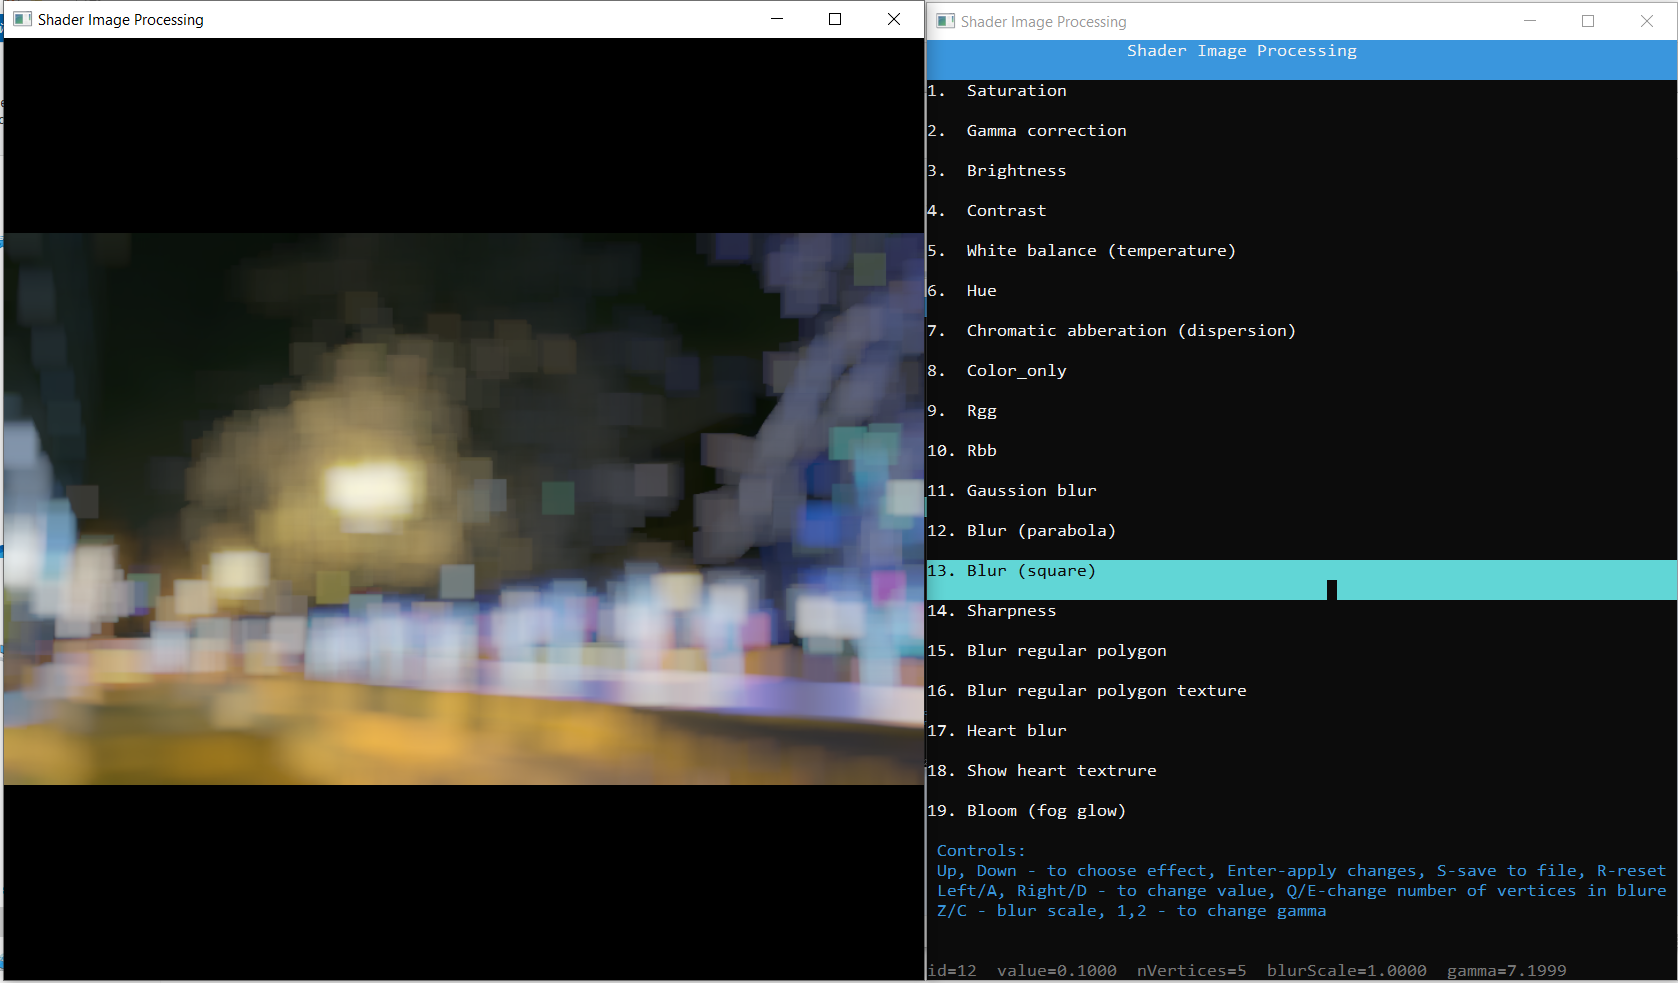 Shader Image Processing
Shader Image Processing
Shader Image Processing
1. Saturation
2. Gamma correction
3. Brightness
4. Contrast
5. White balance (temperature)
6. Hue
7. Chromatic abberation (dispersion)
8. Color_only
9. Rgg
10. Rbb
11. Gaussion blur
12. Blur (parabola)
13. Blur (square)
14. Sharpness
15. Blur regular polygon
16. Blur regular polygon texture
17. Heart blur
18. Show heart textrure
19. Bloom (fog glow)
Controls:
Up, Down - to choose effect, Enter-apply changes, S-save to file, R-reset
Left/A, Right/D - to change value, Q/E-change number of vertices in blure
Z/C - blur scale, 1,2 - to change gamma
id=12 value=0.1000 nVertices=5 blurScale=1.0000 gamma=7.1999